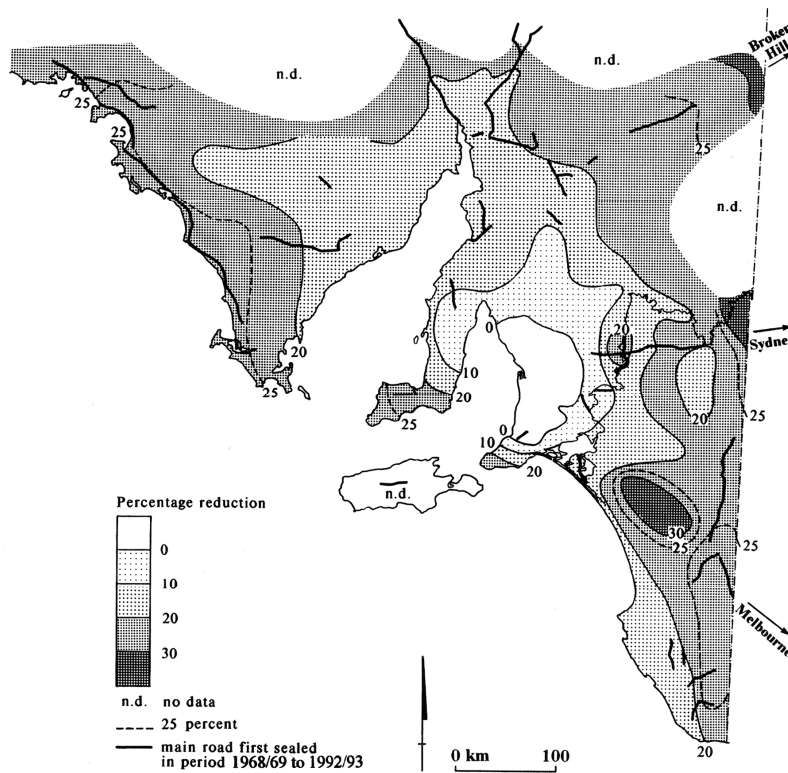 Broken
Hill
n.d.
n.d.
25
25
25
n.d.
20
Sydney
0
20
10
20
25
20
25
25
0
10
20
n.d.
30
25
25
Melbourne
20
Percentage reduction
0
10
20
30
n.d. no data
25 percent
main road first sealed
in period 1968/69 to 1992/93
0 km 100